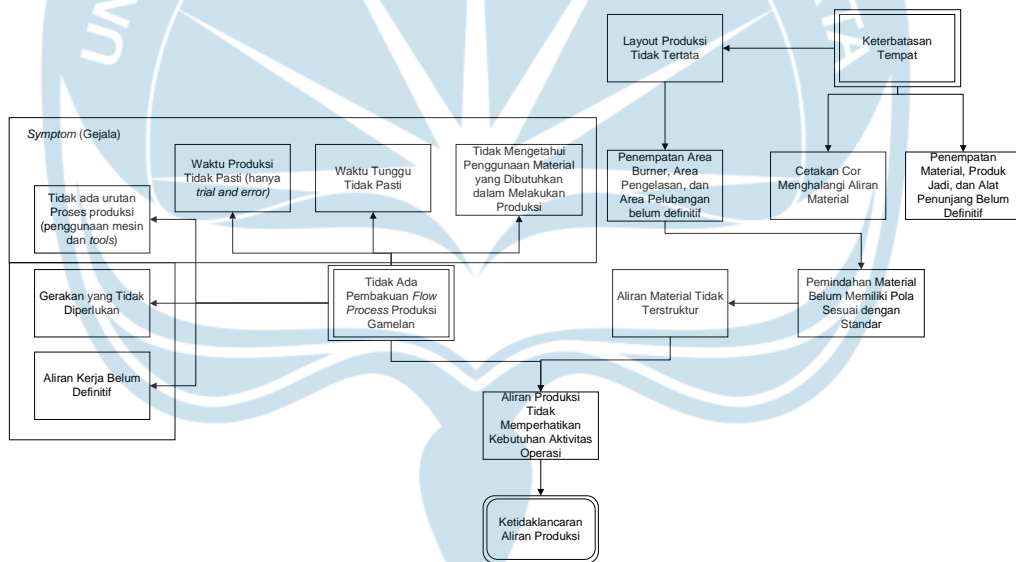 UN
ATA
Layout Produksi
Tidak Tertata
Keterbatasan
Tempat
Symptom (Gejala)
Waktu Produksi
Tidak Pasti (hanya
trial and error)
Waktu Tunggu
Tidak Pasti
Tidak Mengetahui
Penggunaan Material
yang Dibutuhkan
dalam Melakukan
Produksi
Penempatan Area
Burner, Area
Pengelasan, dan
Area Pelubangan
belum definitif
Cetakan Cor
Menghalangi Aliran
Material
Penempatan
Material, Produk
Jadi, dan Alat
Penunjang Belum
Definitif
Tidak ada urutan
Proses produksi
(penggunaan mesin
dan tools)
Gerakan yang Tidak
Diperlukan
Tidak Ada
Pembakuan Flow
Process Produksi
Gamelan
Aliran Material Tidak
Terstruktur
Pemindahan Material
Belum Memiliki Pola
Sesuai dengan
Standar
Aliran Kerja Belum
Definitif
Aliran Produksi
Tidak
Memperhatikan
Kebutuhan Aktivitas
Operasi
Ketidaklancaran
Aliran Produksi